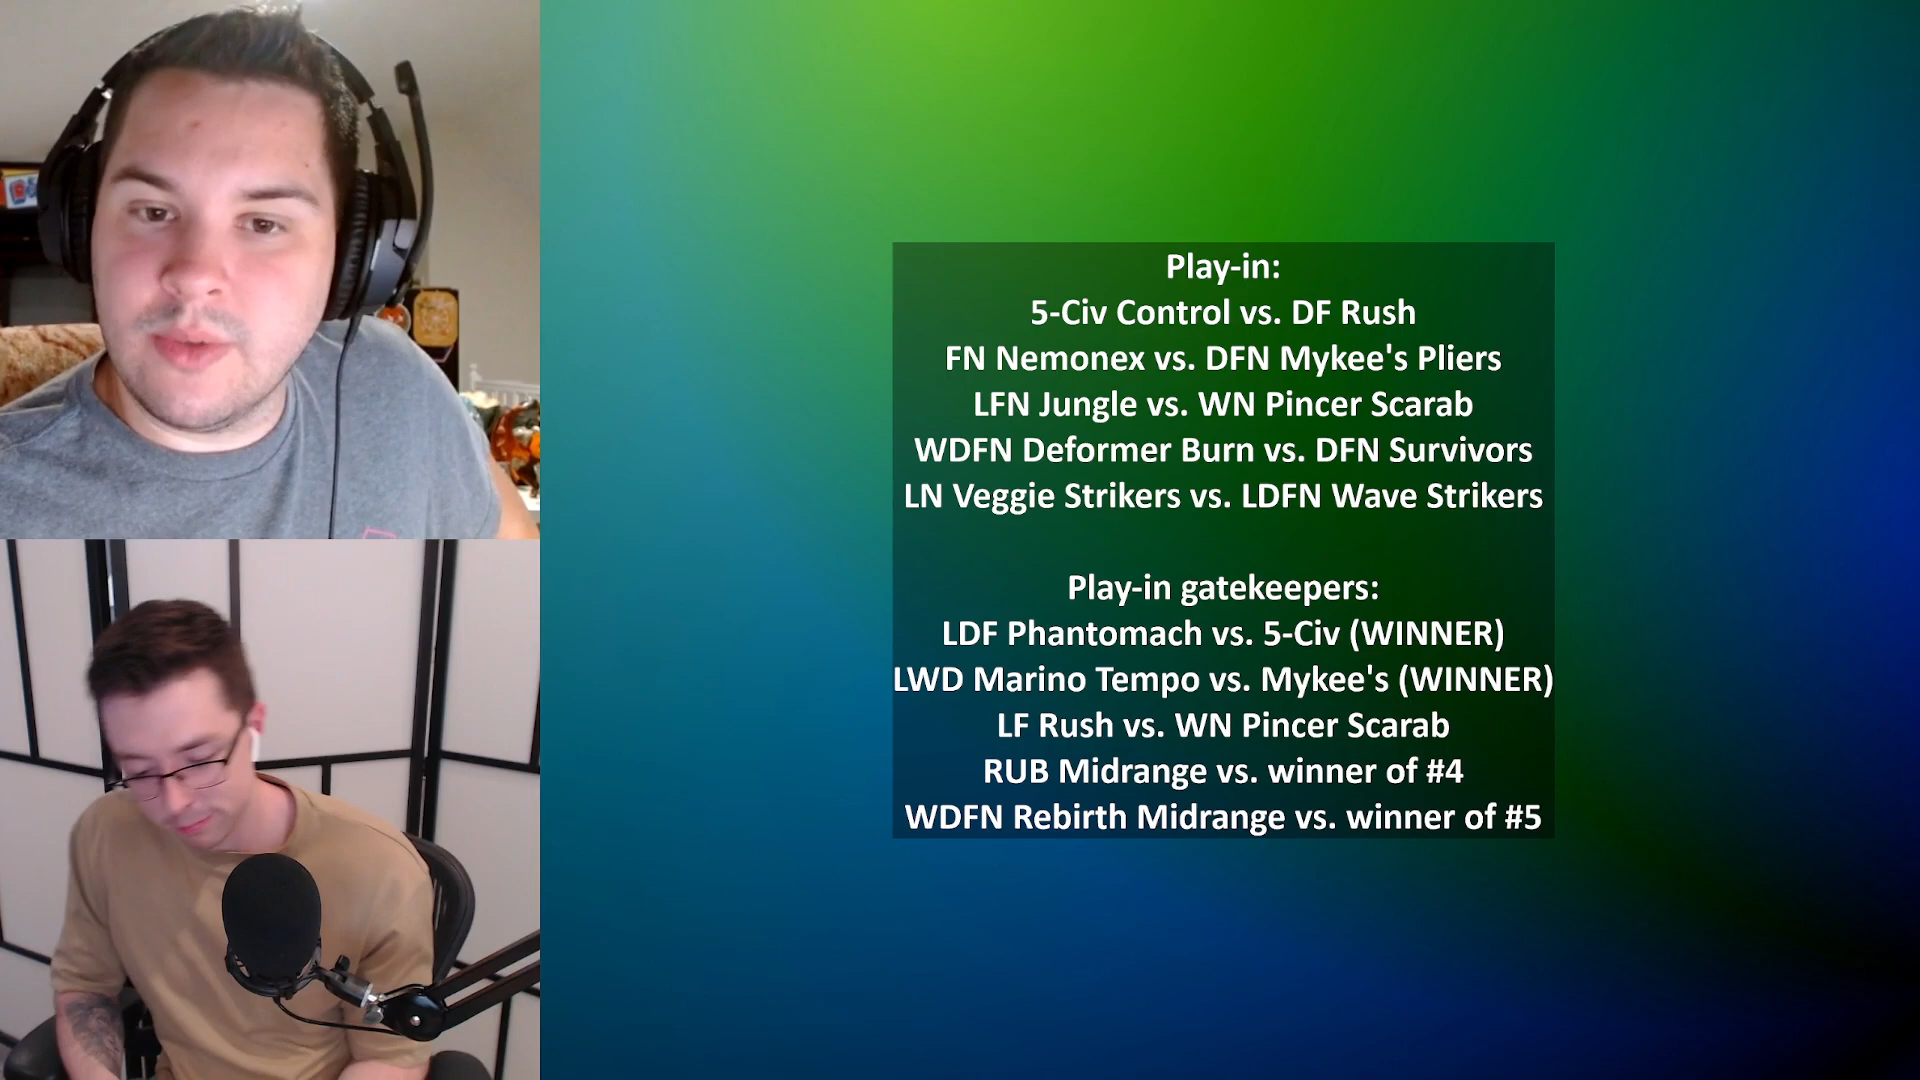 Play-in:
5-Civ Control vs. DF Rush
FN Nemonex vs. DFN Mykee's Pliers
LFN Jungle vs. WN Pincer Scarab
WDFN Deformer Burn vs. DFN Survivors
LN Veggie Strikers vs. LDFN Wave Strikers
Play-in gatekeepers:
LDF Phantomach vs. 5-Civ (WINNER)
LWD Marino Tempo vs. Mykee's (WINNER)
LF Rush vs. WN Pincer Scarab
RUB Midrange vs. winner of #4
WDFN Rebirth Midrange vs. winner of #5